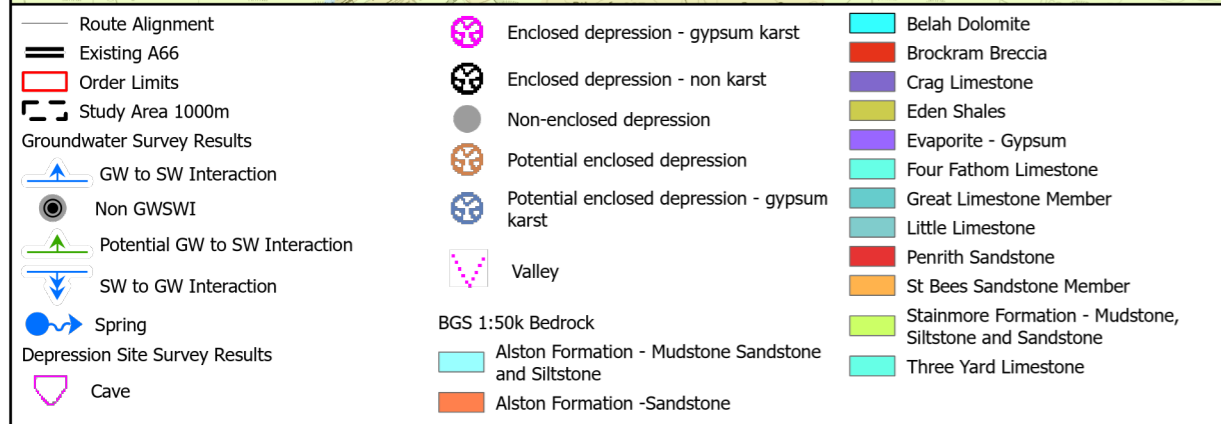 Route Alignment
Existing A66
Order Limits
Study Area 1000m
Groundwater Survey Results
GW to SW Interaction
Non GWSWI
Potential GW to SW Interaction
SW to GW Interaction
Spring
Depression Site Survey Results
Cave
Enclosed depression - gypsum karst
Enclosed depression - non karst
Non-enclosed depression
Potential enclosed depression
Potential enclosed depression - gypsum
karst
Valley
BGS 1:50k Bedrock
Alston Formation - Mudstone Sandstone
and Siltstone
Alston Formation -Sandstone
Belah Dolomite
Brockram Breccia
Crag Limestone
Eden Shales
Evaporite - Gypsum
Four Fathom Limestone
Great Limestone Member
Little Limestone
Penrith Sandstone
St Bees Sandstone Member
Stainmore Formation - Mudstone,
Siltstone and Sandstone
Three Yard Limestone